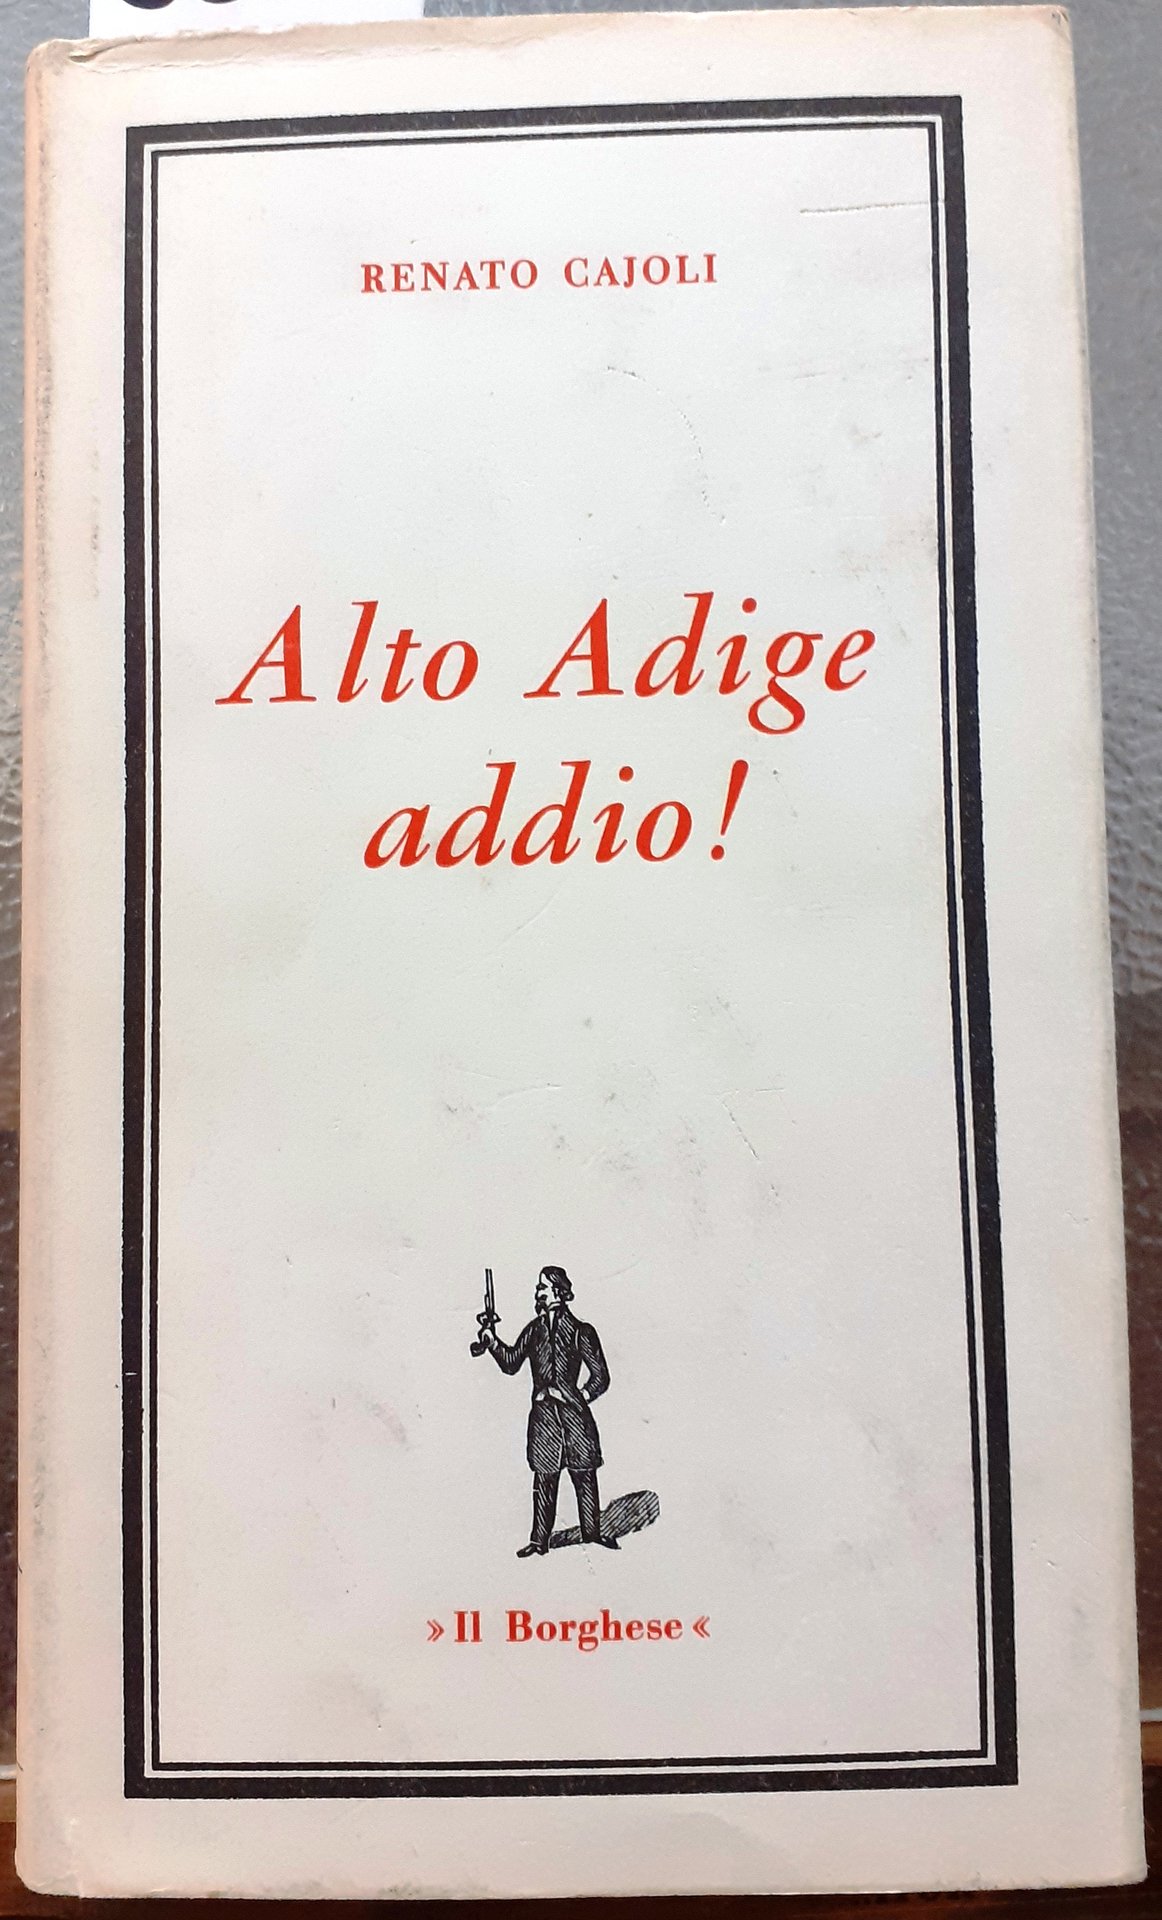 RENATO CAJOLI
Alto Adige
addio!
»Il Borghese«